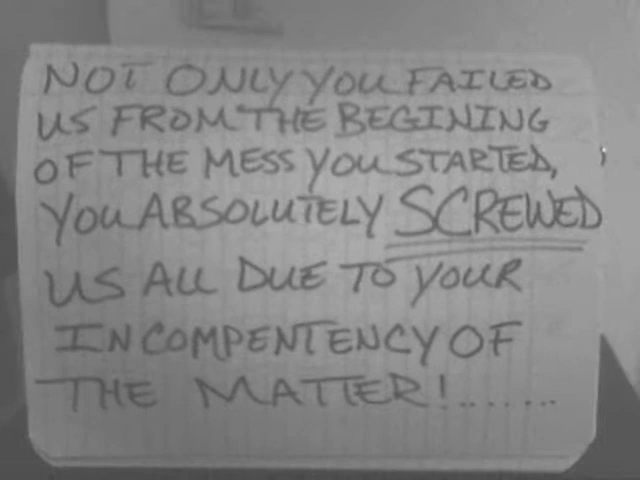 NOT ONLY YOU FAILED
US FROM THE BEGINING
OF THE MESS YOU STARTED,
YOU ABSOLUTELY SCREWED
US ALL DUE TO YOUR
INCOMPENTENCY OF
THE MATTER!.......